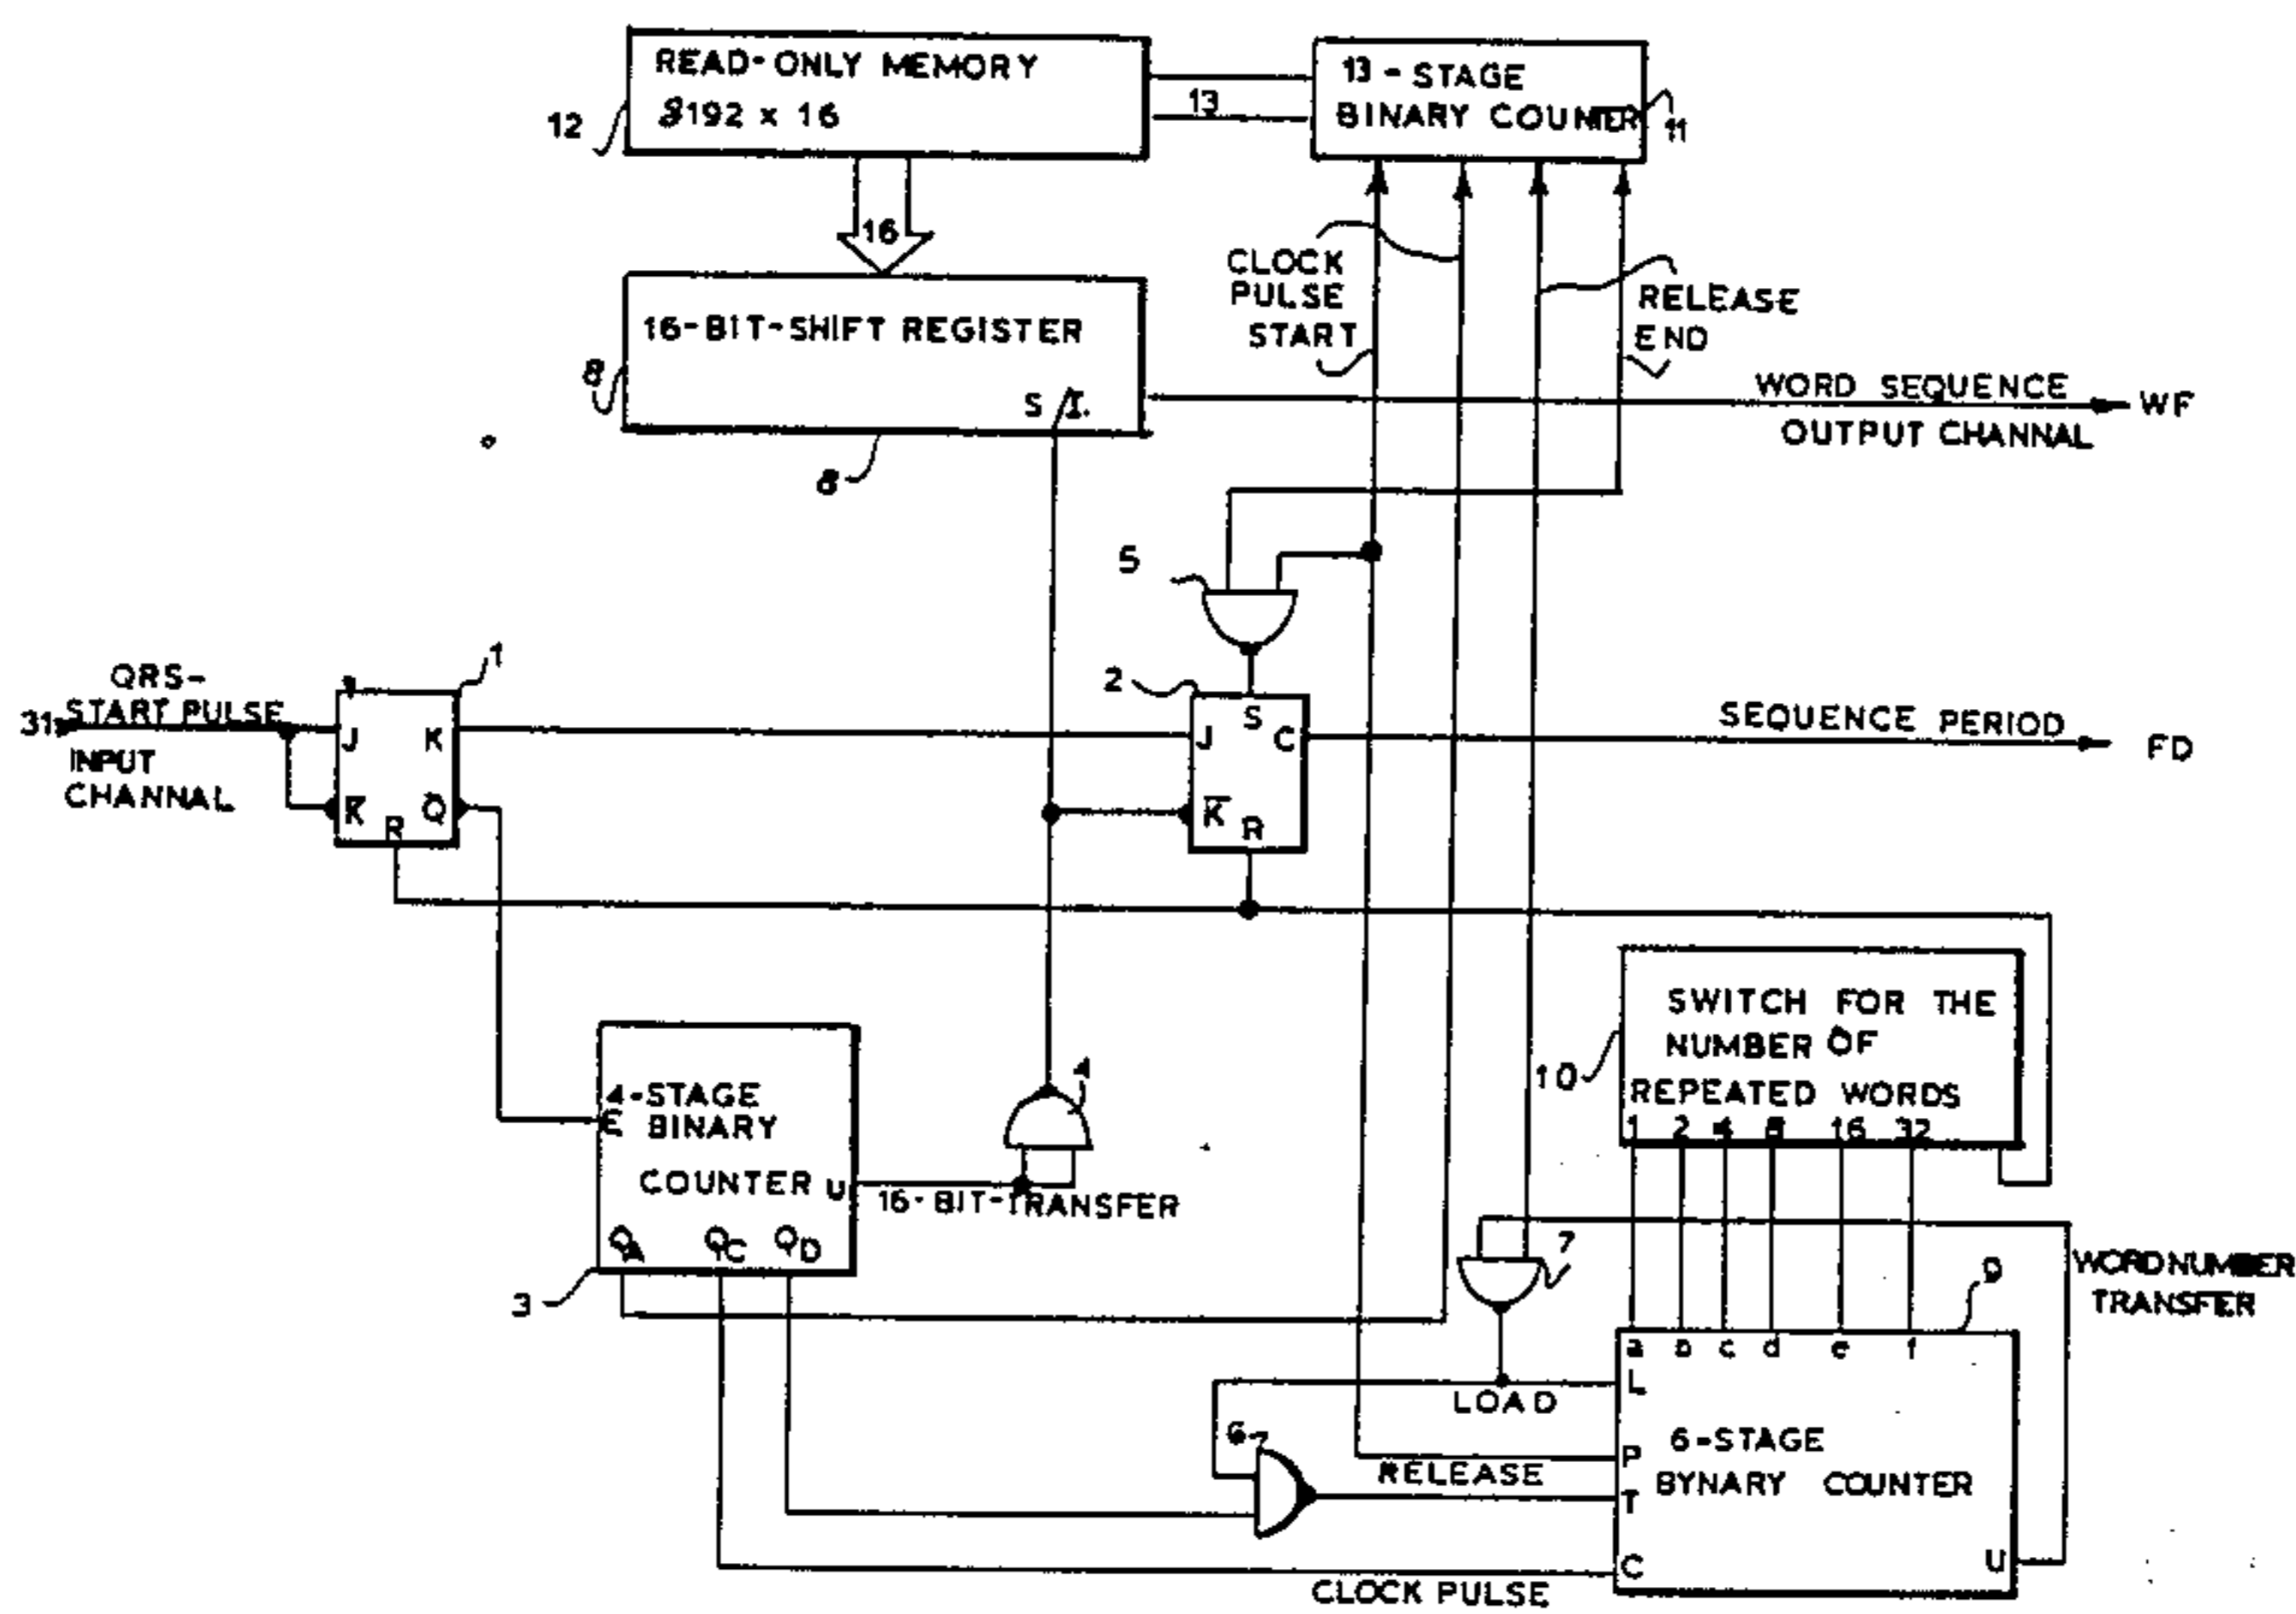 READ-ONLY MEMORY
8192 x 16
12
13
13-STAGE
BINARY COUNTER
11
16
16-BIT-SHIFT REGISTER
8
S/L
8
CLOCK
PULSE
START
RELEASE
END
WORD SEQUENCE
OUTPUT CHANNAL
WF
5
QRS-
START PULSE
31
INPUT
CHANNAL
1
J
K
K
Q
R
2
S
J
C
K
R
SEQUENCE PERIOD
FD
SWITCH FOR THE
NUMBER OF
REPEATED WORDS
10
1 2 4 8 16 32
4-STAGE
E BINARY
COUNTER
U
16-BIT-TRANSFER
4
QA QC QD
3
7
WORD NUMBER
TRANSFER
9
a b c d e f
L
LOAD
6
P
RELEASE
T
6-STAGE
BYNARY COUNTER
C
U
CLOCK PULSE